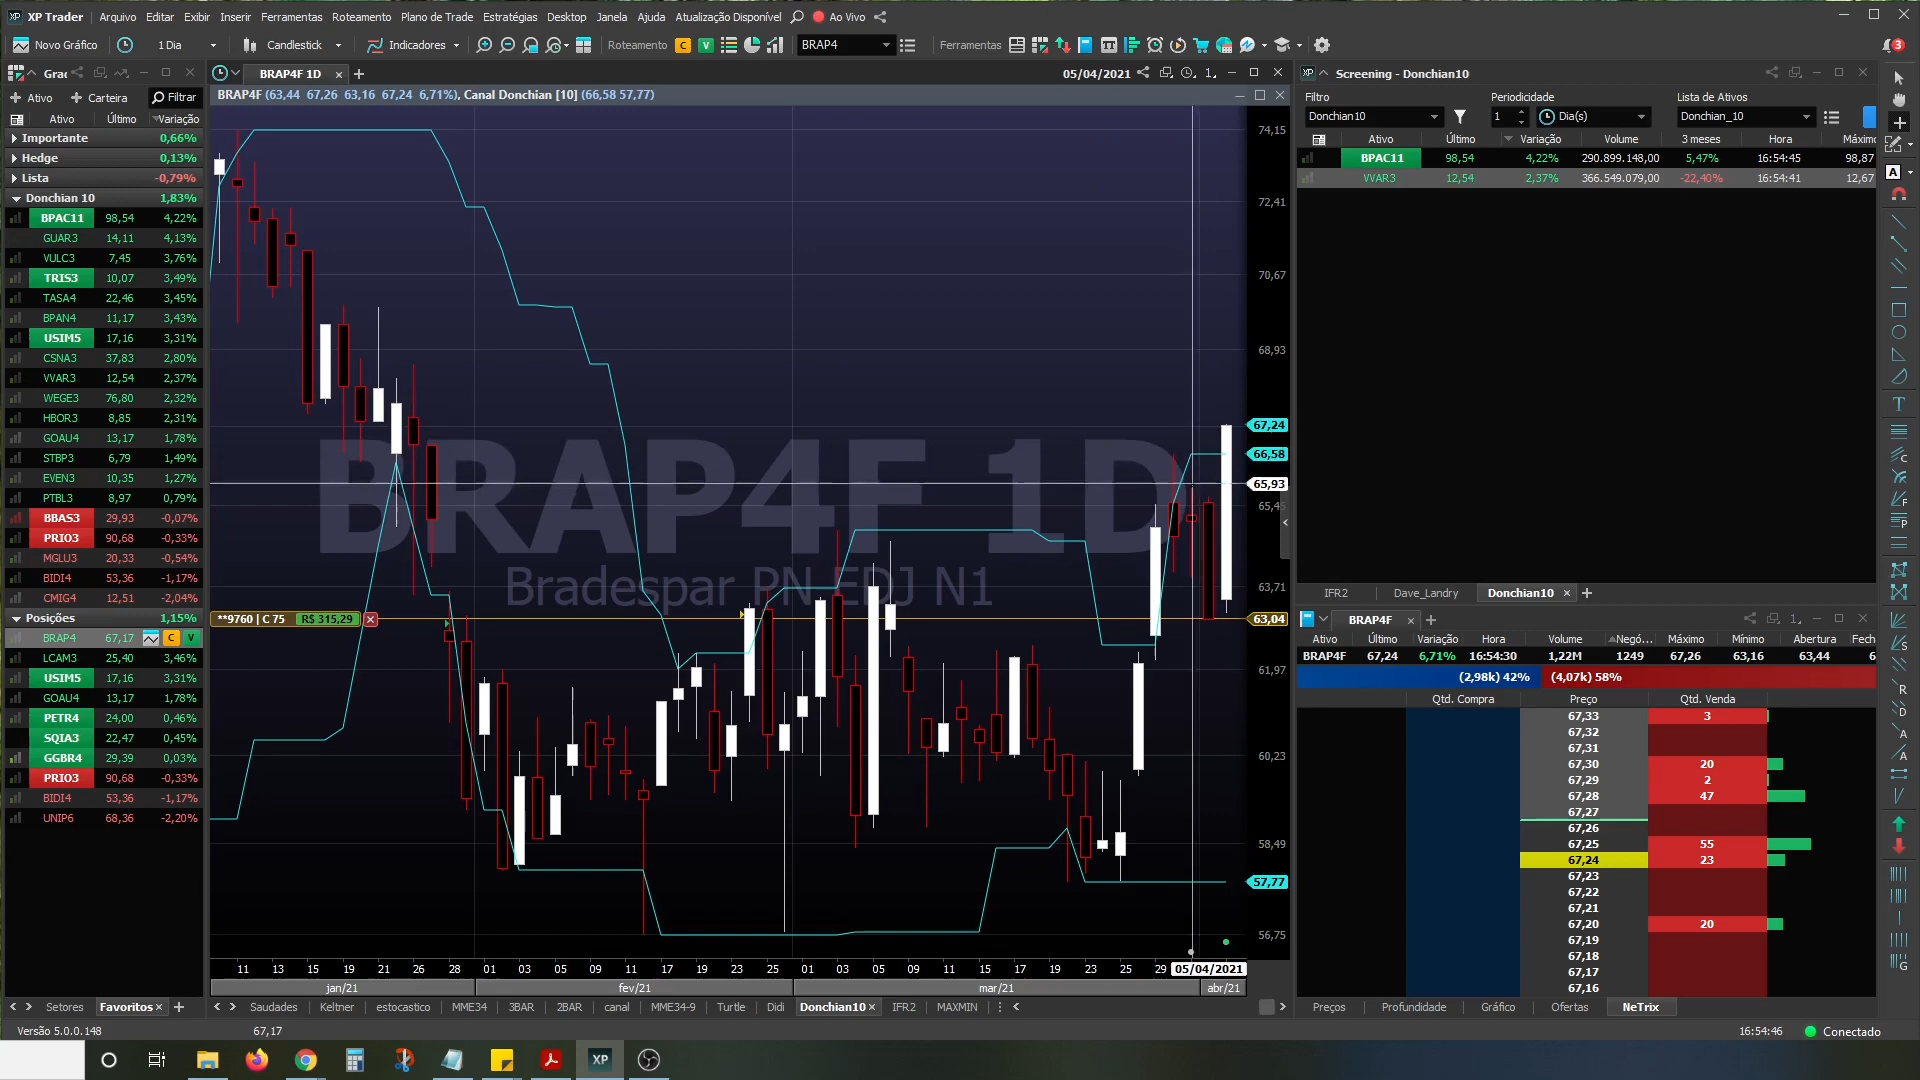 XP Trader Arquivo Editar Exibir Inserir Ferramentas Roteamento Plano de Trade Estratégias Desktop Janela Ajuda Atualização Disponível Ao Vivo
Novo Gráfico 1 Dia Candlestick Indicadores Roteamento C V BRAP4 Ferramentas 3
Grad
Ativo Carteira Filtrar
Ativo Último Variação
Importante 0,66%
Hedge 0,13%
Lista -0,79%
Donchian 10 1,83%
BPAC11 98,54 4,22%
GUAR3 14,11 4,13%
VULC3 7,45 3,76%
TRIS3 10,07 3,49%
TASA4 22,46 3,45%
BPAN4 11,17 3,43%
USIM5 17,16 3,31%
CSNA3 37,83 2,80%
VVAR3 12,54 2,37%
WEGE3 76,80 2,32%
HBOR3 8,85 2,31%
GOAU4 13,17 1,78%
STBP3 6,79 1,49%
EVEN3 10,35 1,27%
PTBL3 8,97 0,79%
BBAS3 29,93 -0,07%
PRIO3 90,68 -0,33%
MGLU3 20,33 -0,54%
BIDI4 53,36 -1,17%
CMIG4 12,51 -2,04%
Posições 1,15%
BRAP4 67,17 C V
LCAM3 25,40 3,46%
USIM5 17,16 3,31%
GOAU4 13,17 1,78%
PETR4 24,00 0,46%
SQIA3 22,47 0,45%
GGBR4 29,39 0,03%
PRIO3 90,68 -0,33%
BIDI4 53,36 -1,17%
UNIP6 68,36 -2,20%
Setores Favoritos
BRAP4F 1D 05/04/2021 1
BRAP4F (63,44 67,26 63,16 67,24 6,71%), Canal Donchian [10] (66,58 57,77)
BRAP4F 1D
Bradespar PN EDJ N1
**9760 | C 75 R$ 315,29
74,15
72,41
70,67
68,93
67,24
66,58
65,93
65,45
63,71
63,04
61,97
60,23
58,49
57,77
56,75
11 13 15 19 21 26 28 01 03 05 09 11 17 19 23 25 01 03 05 09 11 15 17 19 23 25 29 05/04/2021
jan/21 fev/21 mar/21 abr/21
Saudades Keltner estocastico MME34 3BAR 2BAR canal MME34-9 Turtle Didi Donchian10 IFR2 MAXMIN
XP Screening - Donchian10
Filtro Periodicidade Lista de Ativos
Donchian10 1 Dia(s) Donchian_10
Ativo Último Variação Volume 3 meses Hora Máximo
BPAC11 98,54 4,22% 290.899.148,00 5,47% 16:54:45 98,87
VVAR3 12,54 2,37% 366.549.079,00 -22,40% 16:54:41 12,67
IFR2 Dave_Landry Donchian10
BRAP4F 1
Ativo Último Variação Hora Volume Negó... Máximo Mínimo Abertura Fech
BRAP4F 67,24 6,71% 16:54:30 1,22M 1249 67,26 63,16 63,44 6
(2,98k) 42% (4,07k) 58%
Qtd. Compra Preço Qtd. Venda
67,33 3
67,32
67,31
67,30 20
67,29 2
67,28 47
67,27
67,26
67,25 55
67,24 23
67,23
67,22
67,21
67,20 20
67,19
67,18
67,17
67,16
Preços Profundidade Gráfico Ofertas NeTrix
Versão 5.0.0.148 67,17 16:54:46 Conectado
XP